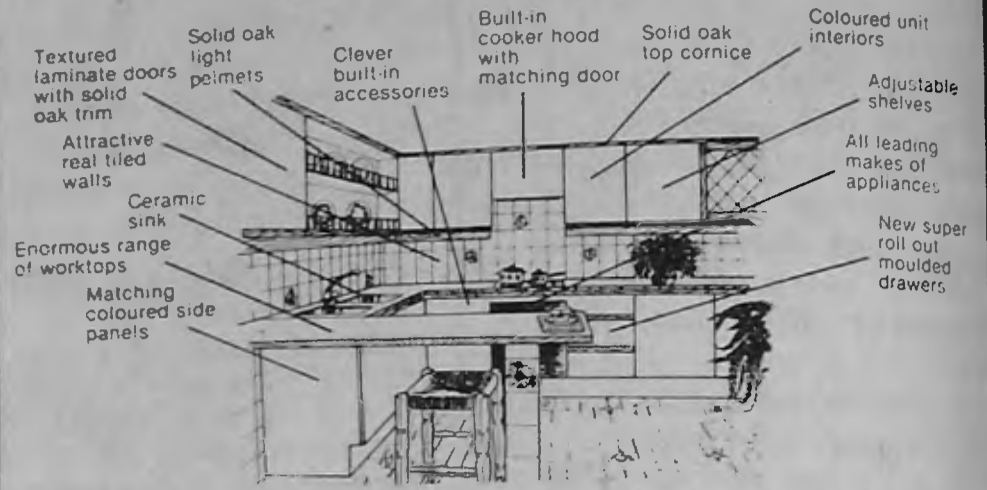 Textured
laminate doors
with solid
oak trim
Solid oak
light
pelmets
Clever
built-in
accessories
Built-in
cooker hood
with
matching door
Solid oak
top cornice
Coloured unit
interiors
Adjustable
shelves
All leading
makes of
appliances
New super
roll out
moulded
drawers
Attractive
real tiled
walls
Ceramic
sink
Enormous range
of worktops
Matching
coloured side
panels